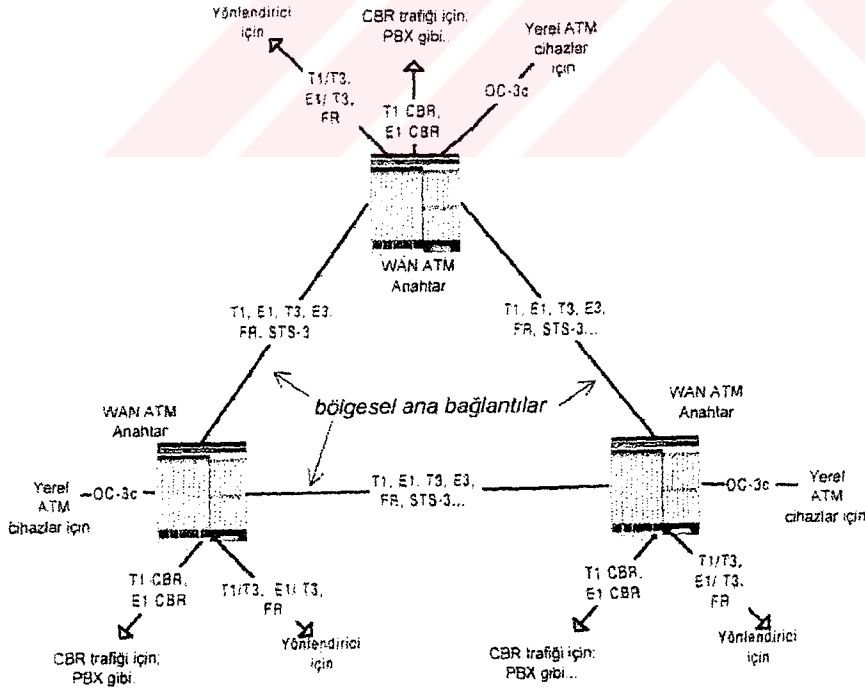 Yönlendirici
için
CBR trafiği için;
PBX gibi..
Yerel ATM
cihazlar
için
T1/T3,
E1/ T3,
FR
T1 CBR,
E1 CBR
OC-3c
WAN ATM
Anahtar
T1, E1, T3, E3,
FR, STS-3
T1, E1, T3, E3,
FR, STS-3...
bölgesel ana bağlantılar
WAN ATM
Anahtar
WAN ATM
Anahtar
Yerel
ATM
cihazlar için
OC-3c
T1, E1, T3, E3,
FR, STS-3...
OC-3c
Yerel
ATM
cihazlar için
T1 CBR,
E1 CBR
T1/T3, E1/ T3,
FR
T1 CBR,
E1 CBR
T1/T3,
E1/ T3,
FR
CBR trafiği için;
PBX gibi..
Yönlendirici
için
CBR trafiği için;
PBX gibi...
Yönlendirici
için